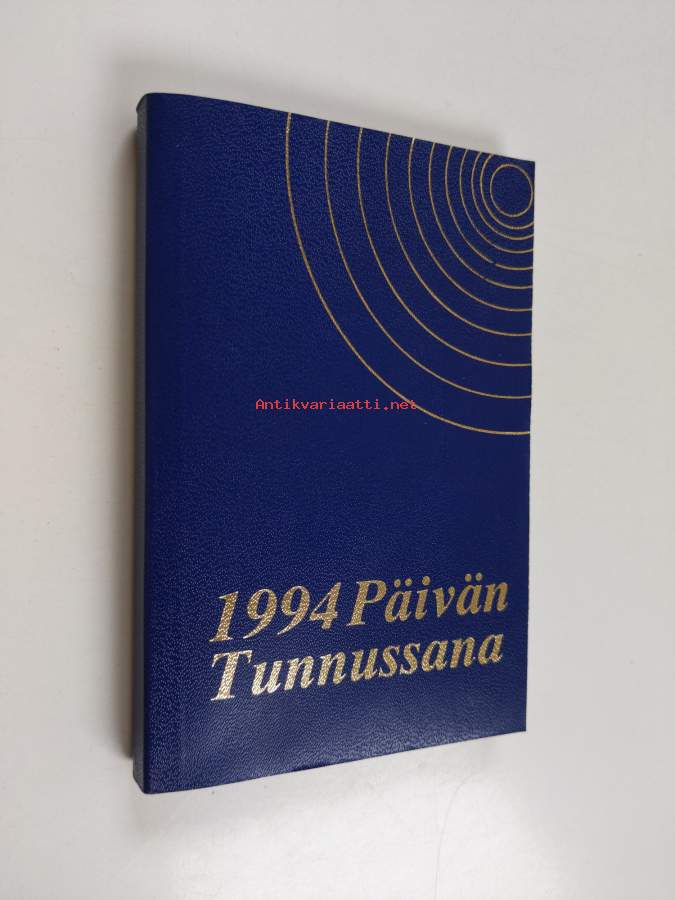 Antikvariaatti.net
1994 Päivän
Tunnussana